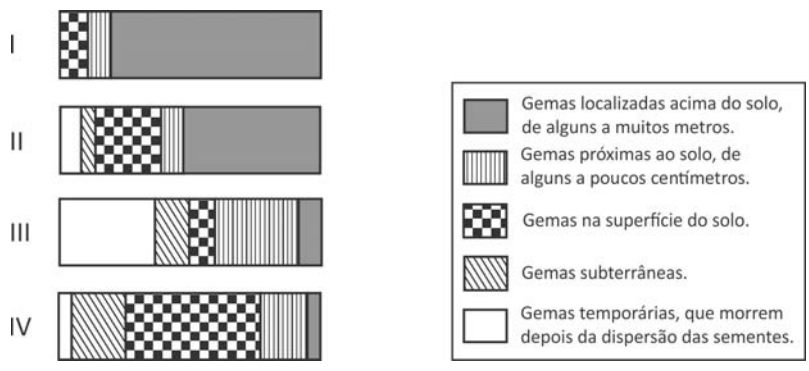 I
II
III
IV
Gemas localizadas acima do solo,
de alguns a muitos metros.
Gemas próximas ao solo, de
alguns a poucos centímetros.
Gemas na superfície do solo.
Gemas subterrâneas.
Gemas temporárias, que morrem
depois da dispersão das sementes.